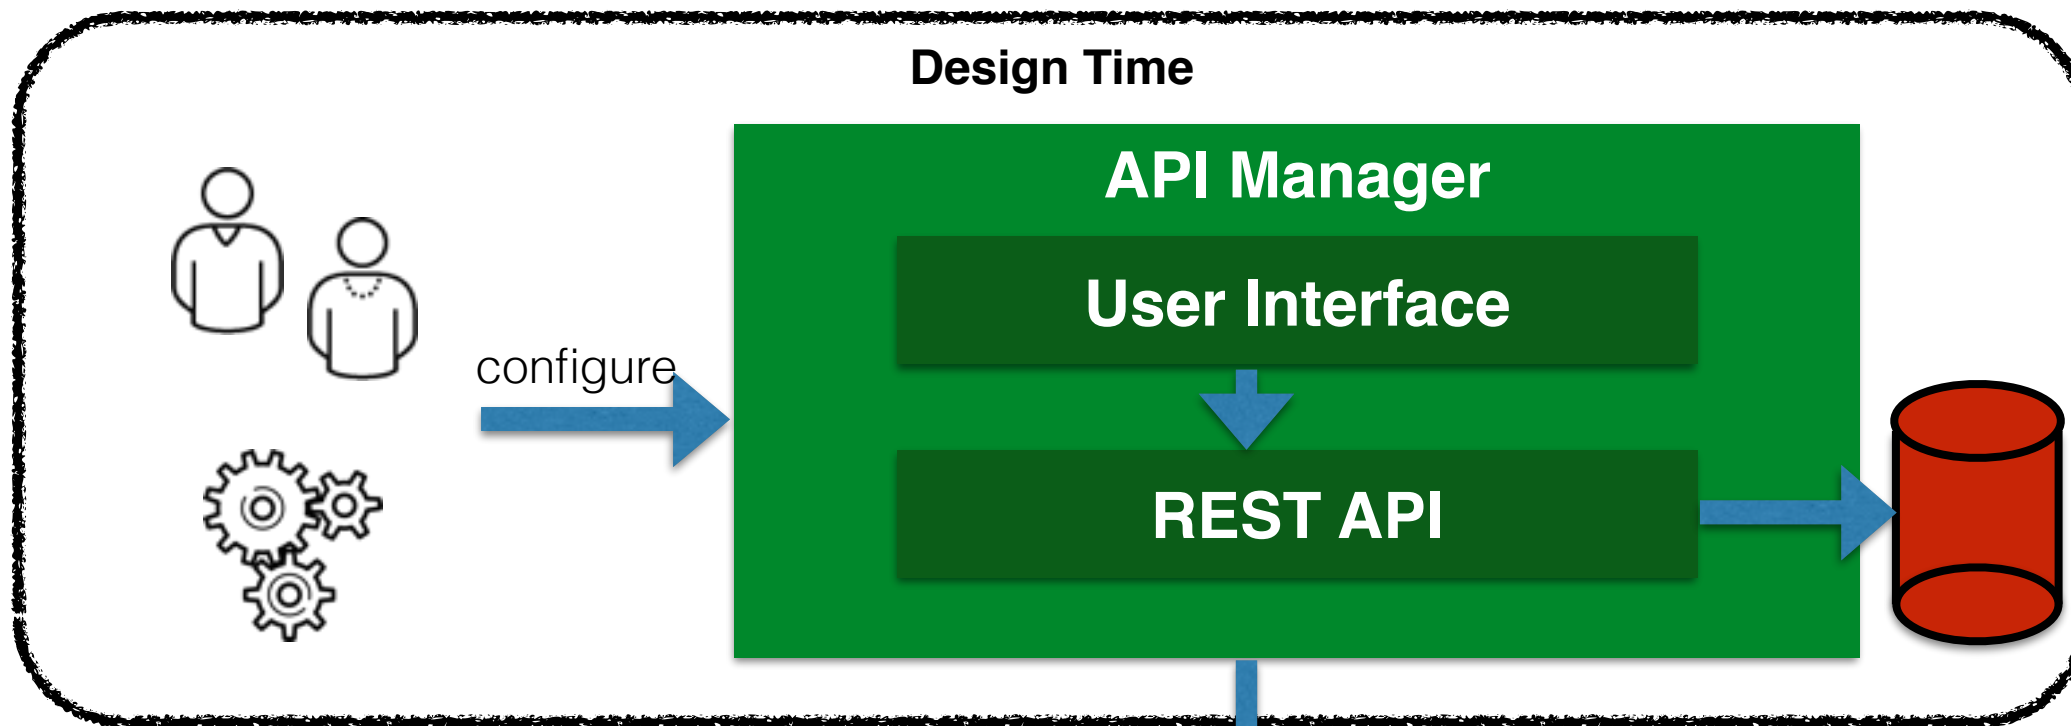 Design Time
API Manager
User Interface
configure
REST API